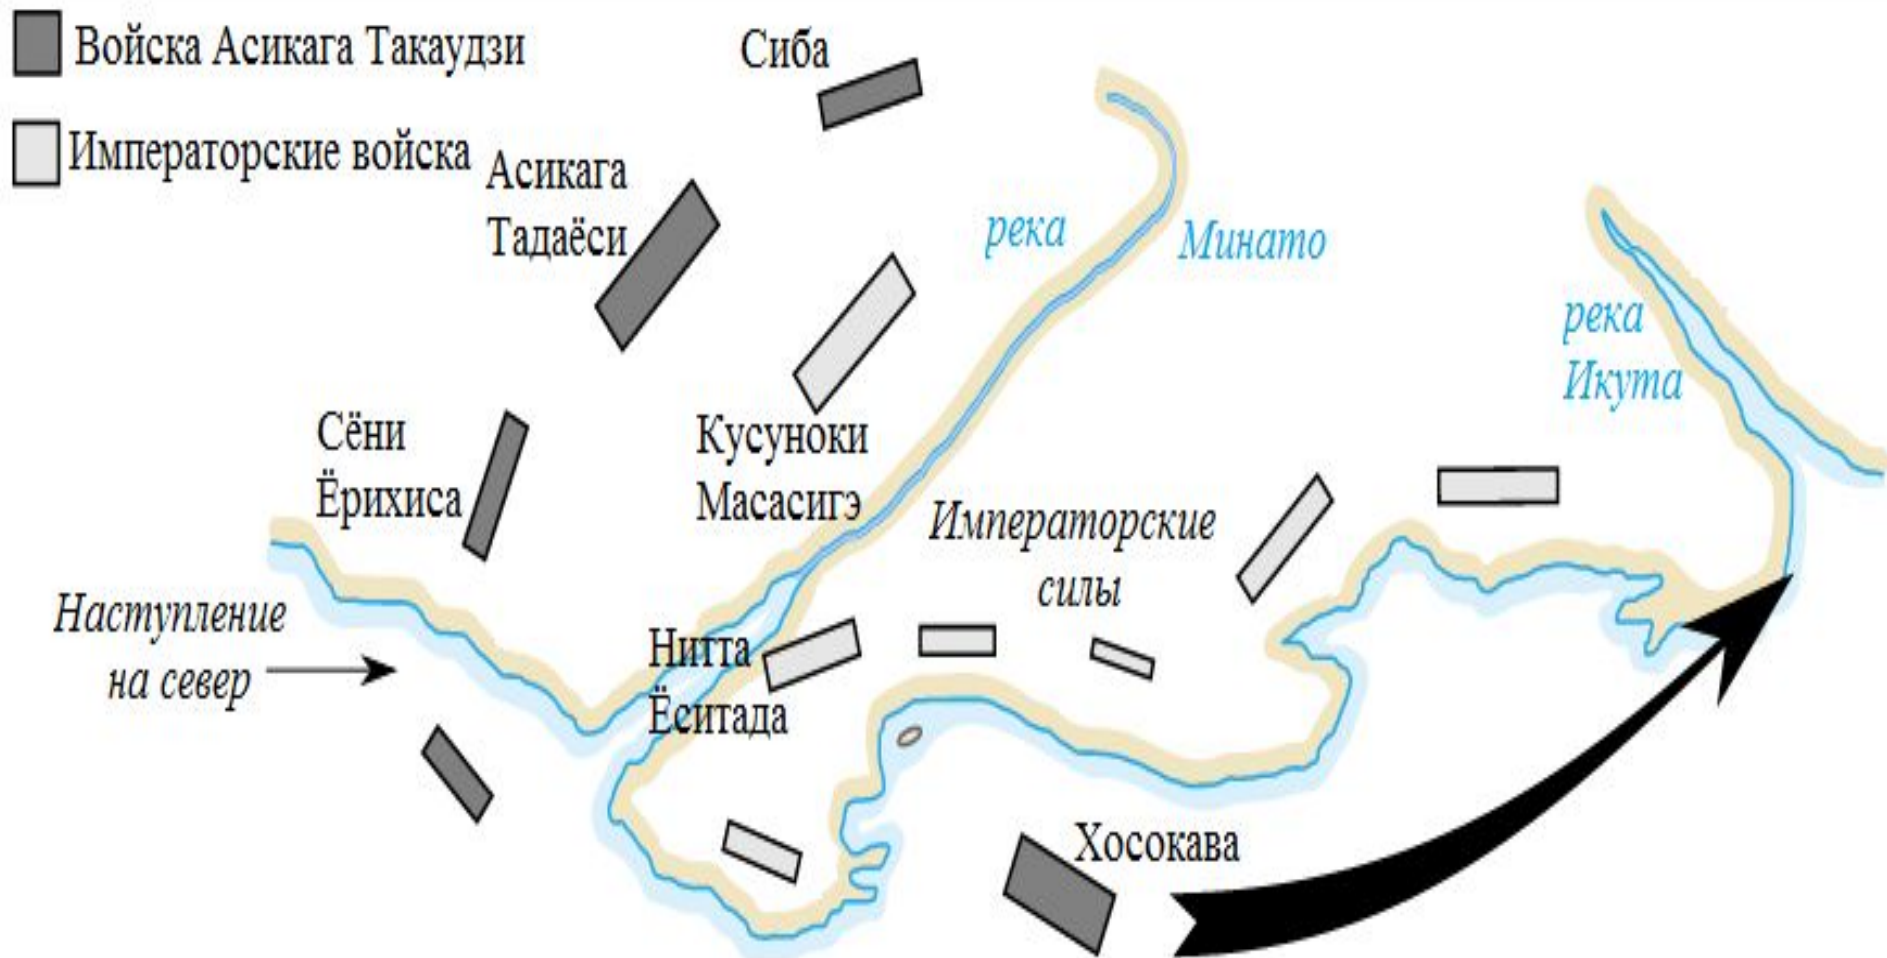 Войска Асикага Такаудзи
Императорские войска
Сиба
Асикага
Тадаёси
река
Минато
река
Икута
Сёни
Ёрихиса
Кусуноки
Масасигэ
Императорские
силы
Наступление
на север
Нитта
Ёситада
Хосокава